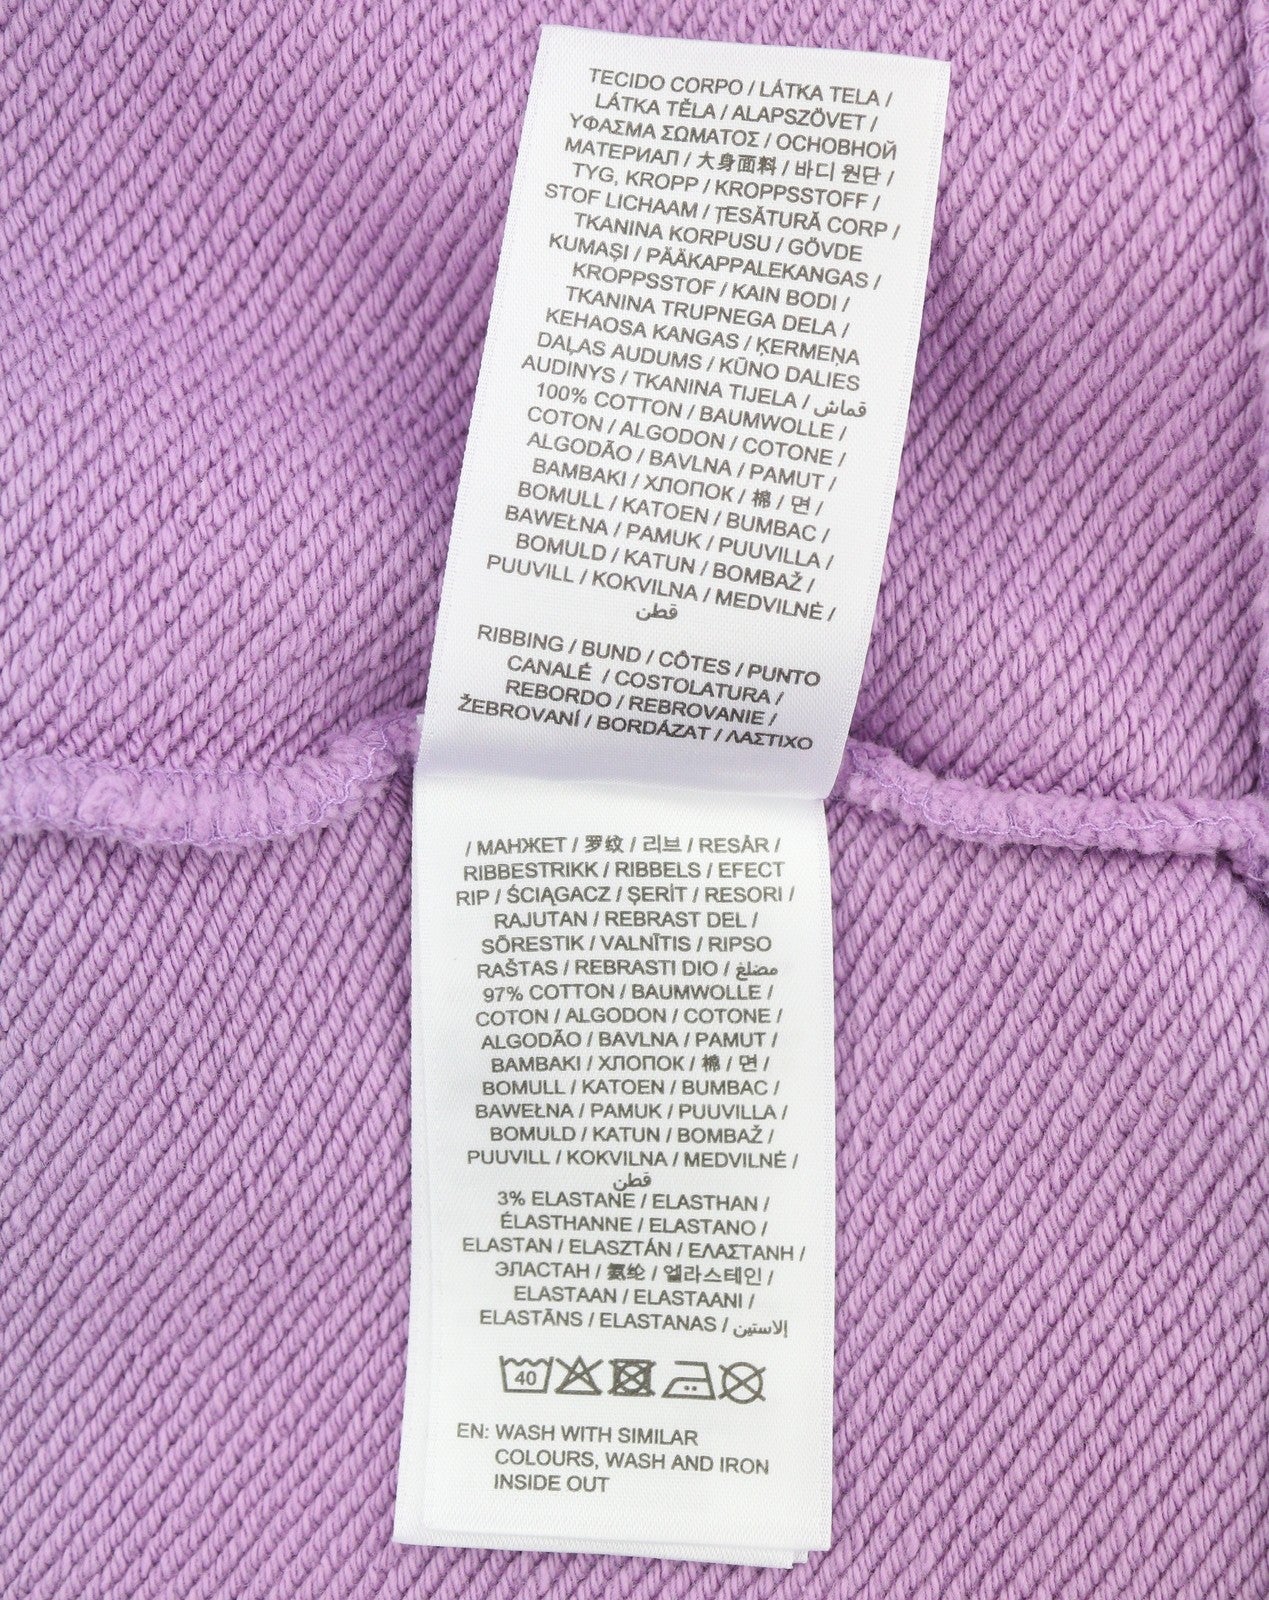 TECIDO CORPO / LÁTKA TELA /
LÁTKA TĚLA / ALAPSZÖVET /
ΥΦΑΣΜΑ ΣΩΜΑΤΟΣ / ОСНОВНОЙ
МАТЕРИАЛ / 大身面料 / 바디 원단 /
TYG, KROPP / KROPPSSTOFF /
STOF LICHAAM / ȚESĂTURĂ CORP /
TKANINA KORPUSU / GÖVDE
KUMAŞI / PÄÄKAPPALEKANGAS /
KROPPSSTOF / KAIN BODI /
TKANINA TRUPNEGA DELA /
KEHAOSA KANGAS / ĶERMEŅA
DAĻAS AUDUMS / KŪNO DALIES
AUDINYS / TKANINA TIJELA / قماش
100% COTTON / BAUMWOLLE /
COTON / ALGODON / COTONE /
ALGODÃO / BAVLNA / PAMUT /
ΒΑΜΒΑΚΙ / ХЛОПОК / 棉 / 면 /
BOMULL / KATOEN / BUMBAC /
BAWEŁNA / PAMUK / PUUVILLA /
BOMULD / KATUN / BOMBAŽ /
PUUVILL / KOKVILNA / MEDVILNĖ /
قطن
RIBBING / BUND / CÔTES / PUNTO
CANALÉ / COSTOLATURA /
REBORDO / REBROVANIE /
ŽEBROVANÍ / BORDÁZAT / ΛΑΣΤΙΧΟ
/ МАНЖЕТ / 罗纹 / 리브 / RESÅR /
RIBBESTRIKK / RIBBELS / EFECT
RIP / ŚCIĄGACZ / ŞERİT / RESORI /
RAJUTAN / REBRAST DEL /
SÖRESTIK / VALNĪTIS / RIPSO
RAŠTAS / REBRASTI DIO / مضلع
97% COTTON / BAUMWOLLE /
COTON / ALGODON / COTONE /
ALGODÃO / BAVLNA / PAMUT /
ΒΑΜΒΑΚΙ / ХЛОПОК / 棉 / 면 /
BOMULL / KATOEN / BUMBAC /
BAWEŁNA / PAMUK / PUUVILLA /
BOMULD / KATUN / BOMBAŽ /
PUUVILL / KOKVILNA / MEDVILNĖ /
قطن
3% ELASTANE / ELASTHAN /
ÉLASTHANNE / ELASTANO /
ELASTAN / ELASZTÁN / ΕΛΑΣΤΑΝΗ /
ЭЛАСТАН / 氨纶 / 엘라스테인 /
ELASTAAN / ELASTAANI /
ELASTĀNS / ELASTANAS / إلاستين
40
EN: WASH WITH SIMILAR
COLOURS, WASH AND IRON
INSIDE OUT